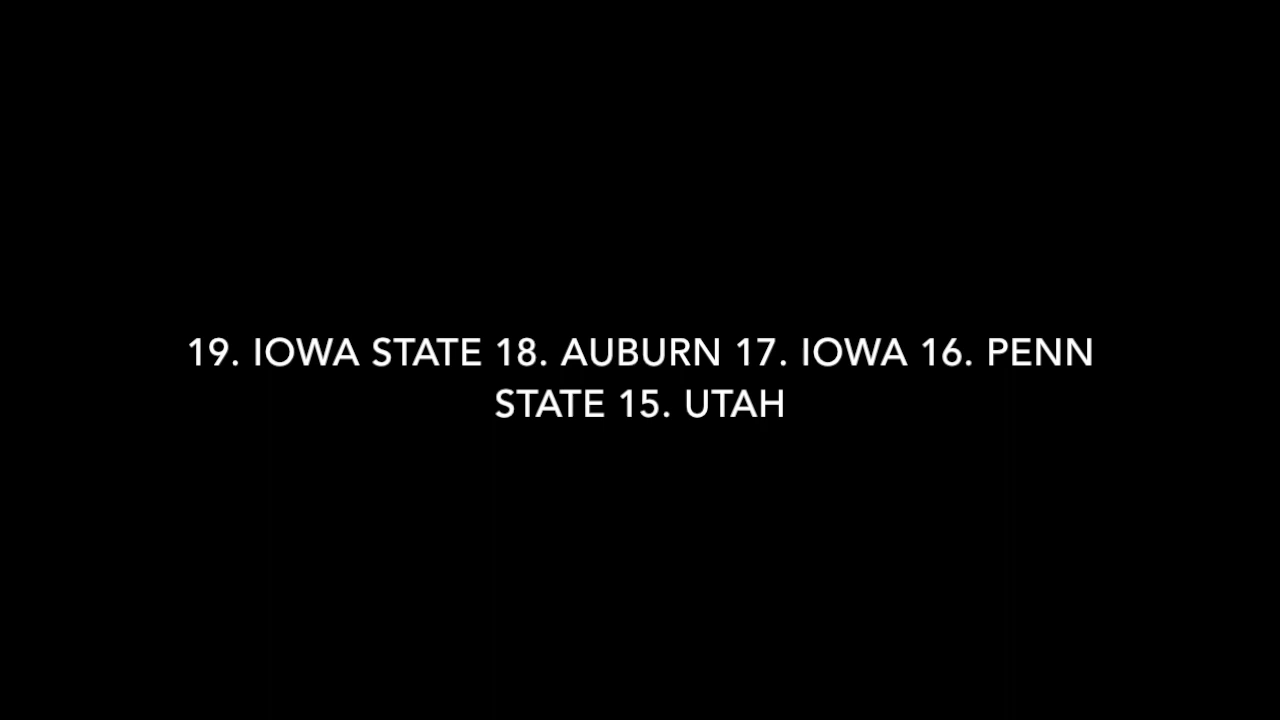 19. IOWA STATE 18. AUBURN 17. IOWA 16. PENN
STATE 15. UTAH